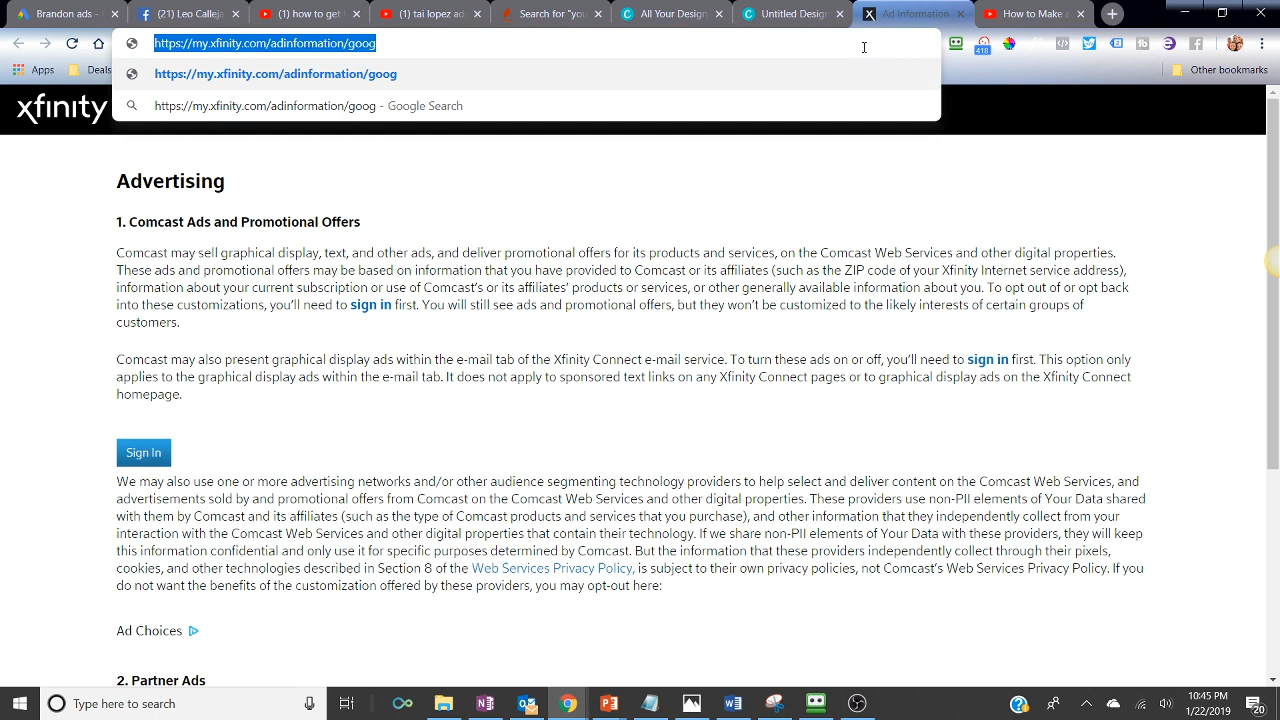 Brandon ads -
(21) Leo Calleja
(1) how to get
(1) tai lopez ads
Search for "you
All Your Design
Untitled Design
Ad Information
How to Make a
https://my.xfinity.com/adinformation/goog
418
https://my.xfinity.com/adinformation/goog
https://my.xfinity.com/adinformation/goog - Google Search
Apps
Deals
Other bookmarks
xfinity
Advertising
1. Comcast Ads and Promotional Offers
Comcast may sell graphical display, text, and other ads, and deliver promotional offers for its products and services, on the Comcast Web Services and other digital properties.
These ads and promotional offers may be based on information that you have provided to Comcast or its affiliates (such as the ZIP code of your Xfinity Internet service address),
information about your current subscription or use of Comcast's or its affiliates' products or services, or other generally available information about you. To opt out of or opt back
into these customizations, you'll need to sign in first. You will still see ads and promotional offers, but they won't be customized to the likely interests of certain groups of
customers.
Comcast may also present graphical display ads within the e-mail tab of the Xfinity Connect e-mail service. To turn these ads on or off, you'll need to sign in first. This option only
applies to the graphical display ads within the e-mail tab. It does not apply to sponsored text links on any Xfinity Connect pages or to graphical display ads on the Xfinity Connect
homepage.
Sign In
We may also use one or more advertising networks and/or other audience segmenting technology providers to help select and deliver content on the Comcast Web Services, and
advertisements sold by and promotional offers from Comcast on the Comcast Web Services and other digital properties. These providers use non-PII elements of Your Data shared
with them by Comcast and its affiliates (such as the type of Comcast products and services that you purchase), and other information that they independently collect from your
interaction with the Comcast Web Services and other digital properties that contain their technology. If we share non-PII elements of Your Data with these providers, they will keep
this information confidential and only use it for specific purposes determined by Comcast. But the information that these providers independently collect through their pixels,
cookies, and other technologies described in Section 8 of the Web Services Privacy Policy, is subject to their own privacy policies, not Comcast's Web Services Privacy Policy. If you
do not want the benefits of the customization offered by these providers, you may opt-out here:
Ad Choices
2. Partner Ads
Type here to search
10:45 PM
1/22/2019
20